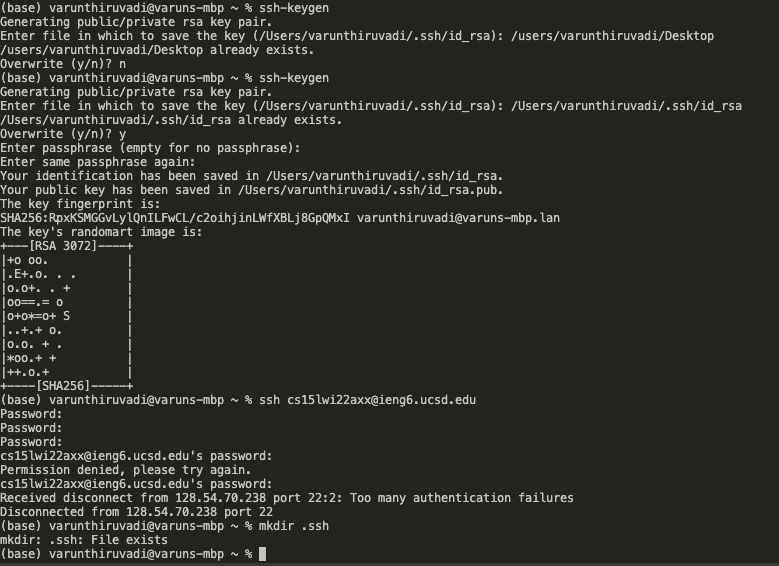 (base) varunthiruvadi@varuns-mbp ~ % ssh-keygen
Generating public/private rsa key pair.
Enter file in which to save the key (/Users/varunthiruvadi/.ssh/id_rsa): /users/varunthiruvadi/Desktop
/users/varunthiruvadi/Desktop already exists.
Overwrite (y/n)? n
(base) varunthiruvadi@varuns-mbp ~ % ssh-keygen
Generating public/private rsa key pair.
Enter file in which to save the key (/Users/varunthiruvadi/.ssh/id_rsa): /Users/varunthiruvadi/.ssh/id_rsa
/Users/varunthiruvadi/.ssh/id_rsa already exists.
Overwrite (y/n)? y
Enter passphrase (empty for no passphrase):
Enter same passphrase again:
Your identification has been saved in /Users/varunthiruvadi/.ssh/id_rsa.
Your public key has been saved in /Users/varunthiruvadi/.ssh/id_rsa.pub.
The key fingerprint is:
SHA256:RpxKSMGGvLylQnILFwCL/c2oihjinLWfXBLj8GpQMxI varunthiruvadi@varuns-mbp.lan
The key's randomart image is:
+---[RSA 3072]----+
|+o oo.           |
|.E+.o. . .       |
|o.o+. . +        |
|oo==.= o         |
|o+o*=o+ S        |
|..+.+ o.         |
|o.o. + .         |
|*oo.+ +          |
|++.o.+           |
+----[SHA256]-----+
(base) varunthiruvadi@varuns-mbp ~ % ssh cs15lwi22axx@ieng6.ucsd.edu
Password:
Password:
Password:
cs15lwi22axx@ieng6.ucsd.edu's password:
Permission denied, please try again.
cs15lwi22axx@ieng6.ucsd.edu's password:
Received disconnect from 128.54.70.238 port 22:2: Too many authentication failures
Disconnected from 128.54.70.238 port 22
(base) varunthiruvadi@varuns-mbp ~ % mkdir .ssh
mkdir: .ssh: File exists
(base) varunthiruvadi@varuns-mbp ~ %